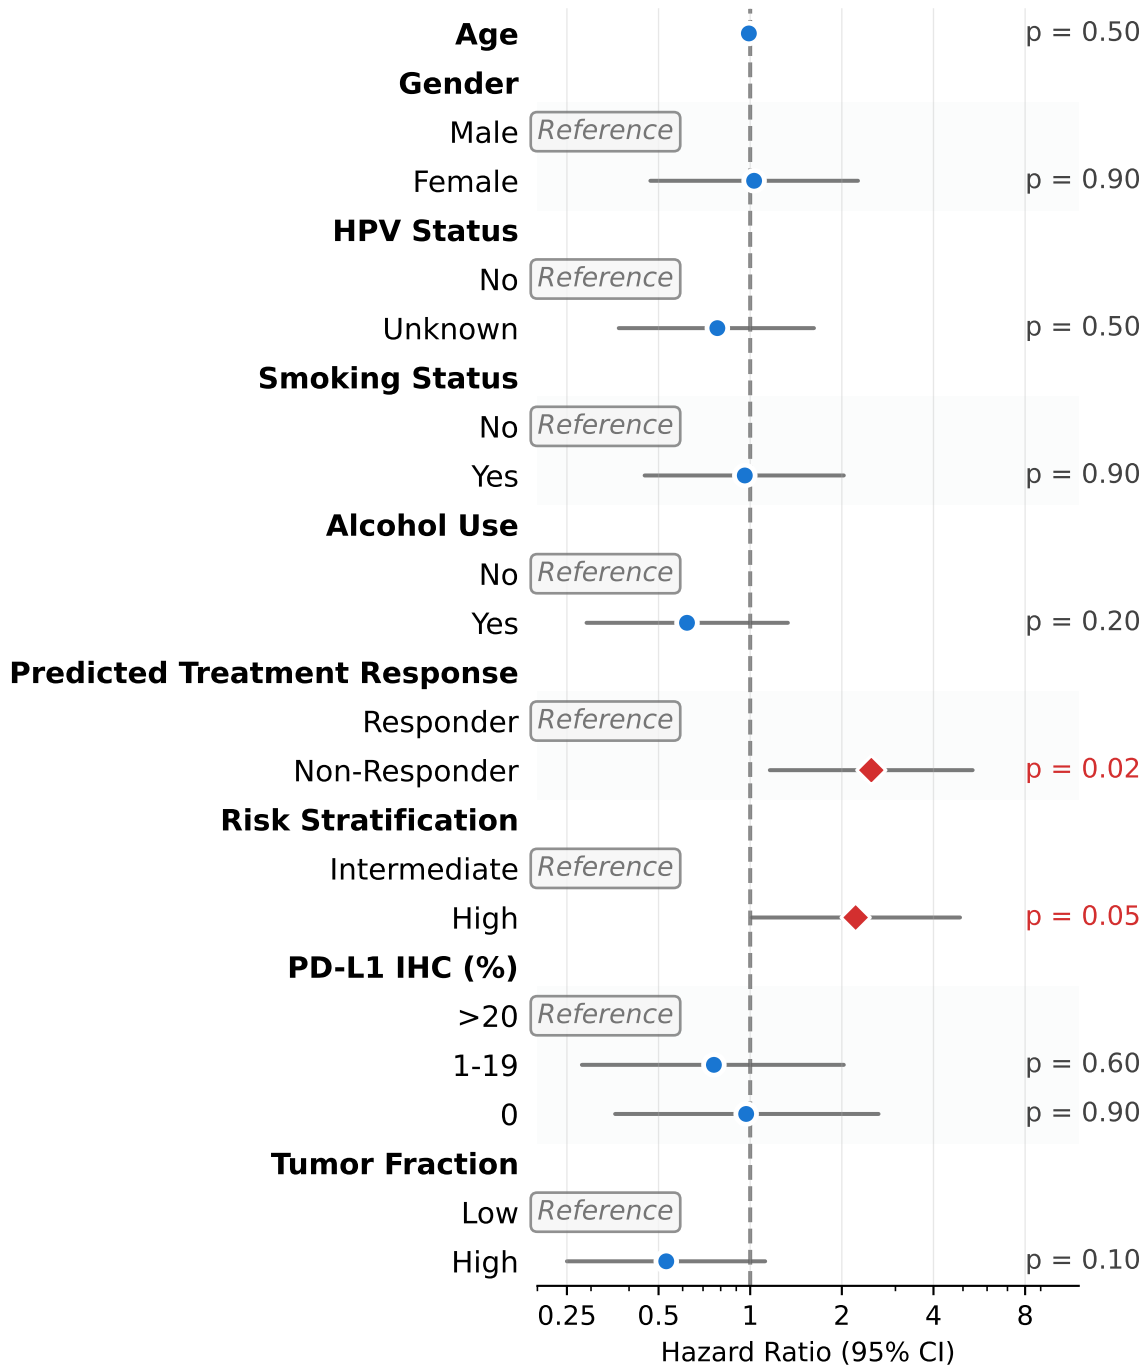 Age p = 0.50
Gender
Male Reference
Female p = 0.90
HPV Status
No Reference
Unknown p = 0.50
Smoking Status
No Reference
Yes p = 0.90
Alcohol Use
No Reference
Yes p = 0.20
Predicted Treatment Response
Responder Reference
Non-Responder p = 0.02
Risk Stratification
Intermediate Reference
High p = 0.05
PD-L1 IHC (%)
>20 Reference
1-19 p = 0.60
0 p = 0.90
Tumor Fraction
Low Reference
High p = 0.10
0.25 0.5 1 2 4 8
Hazard Ratio (95% CI)